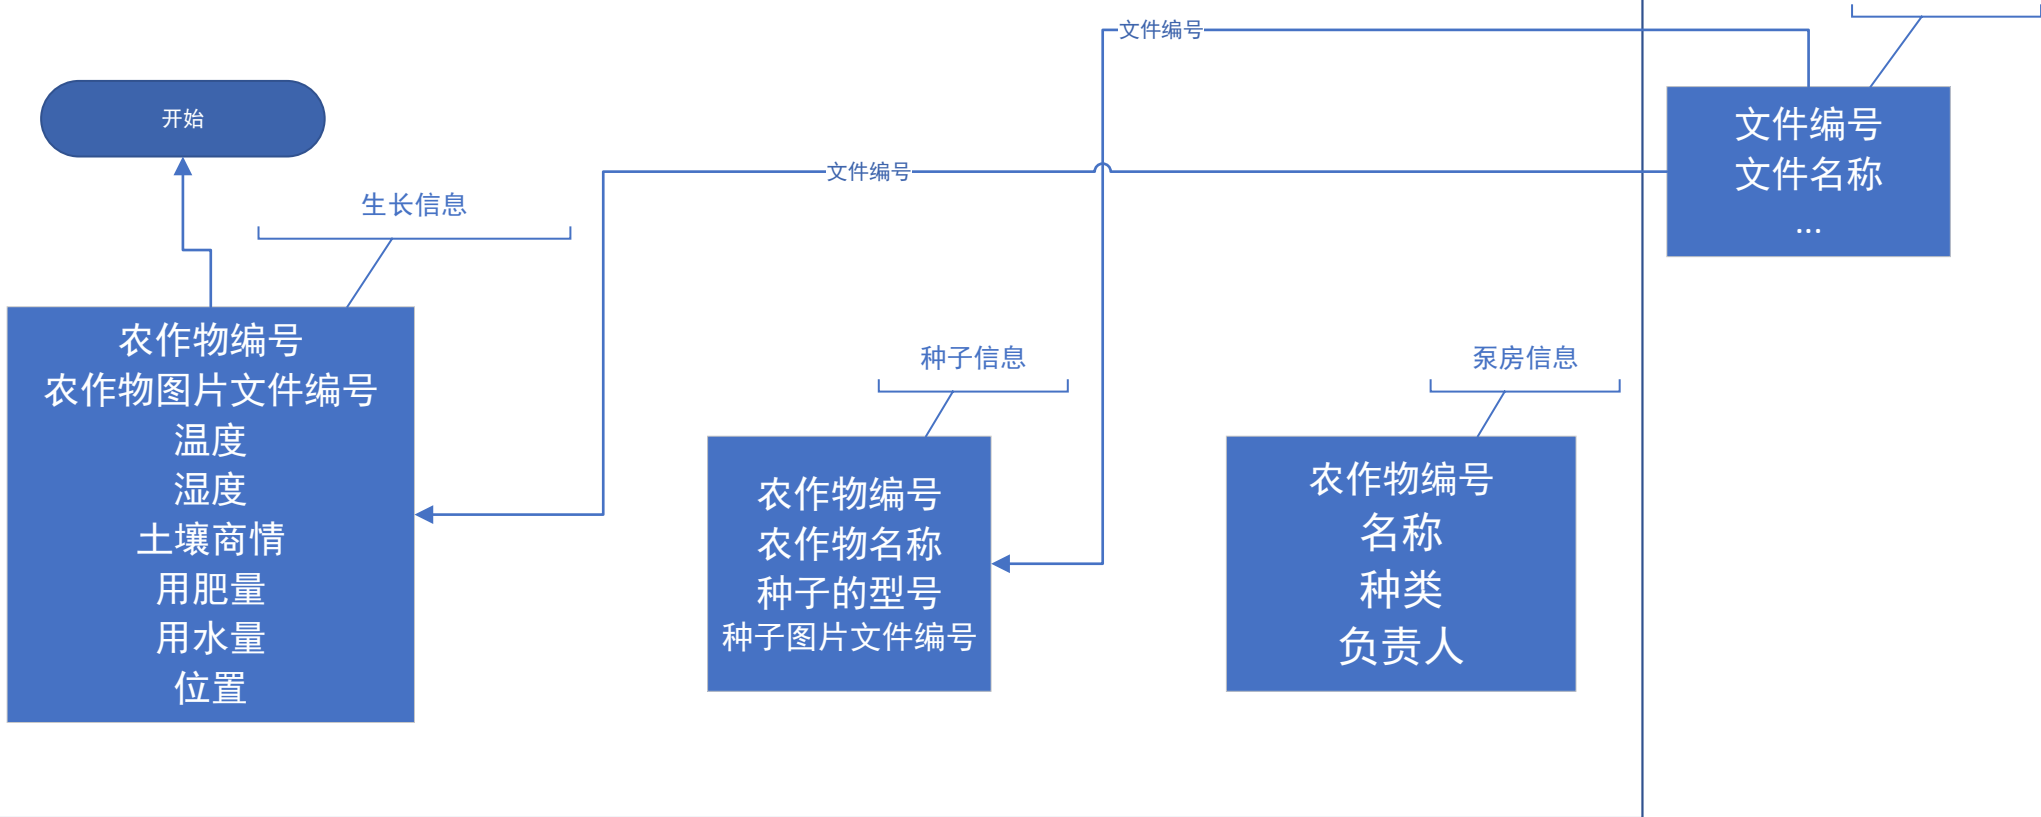 文件编号
开始
文件编号
文件名称
...
文件编号
生长信息
农作物编号
农作物图片文件编号
温度
湿度
土壤商情
用肥量
用水量
位置
种子信息
农作物编号
农作物名称
种子的型号
种子图片文件编号
泵房信息
农作物编号
名称
种类
负责人